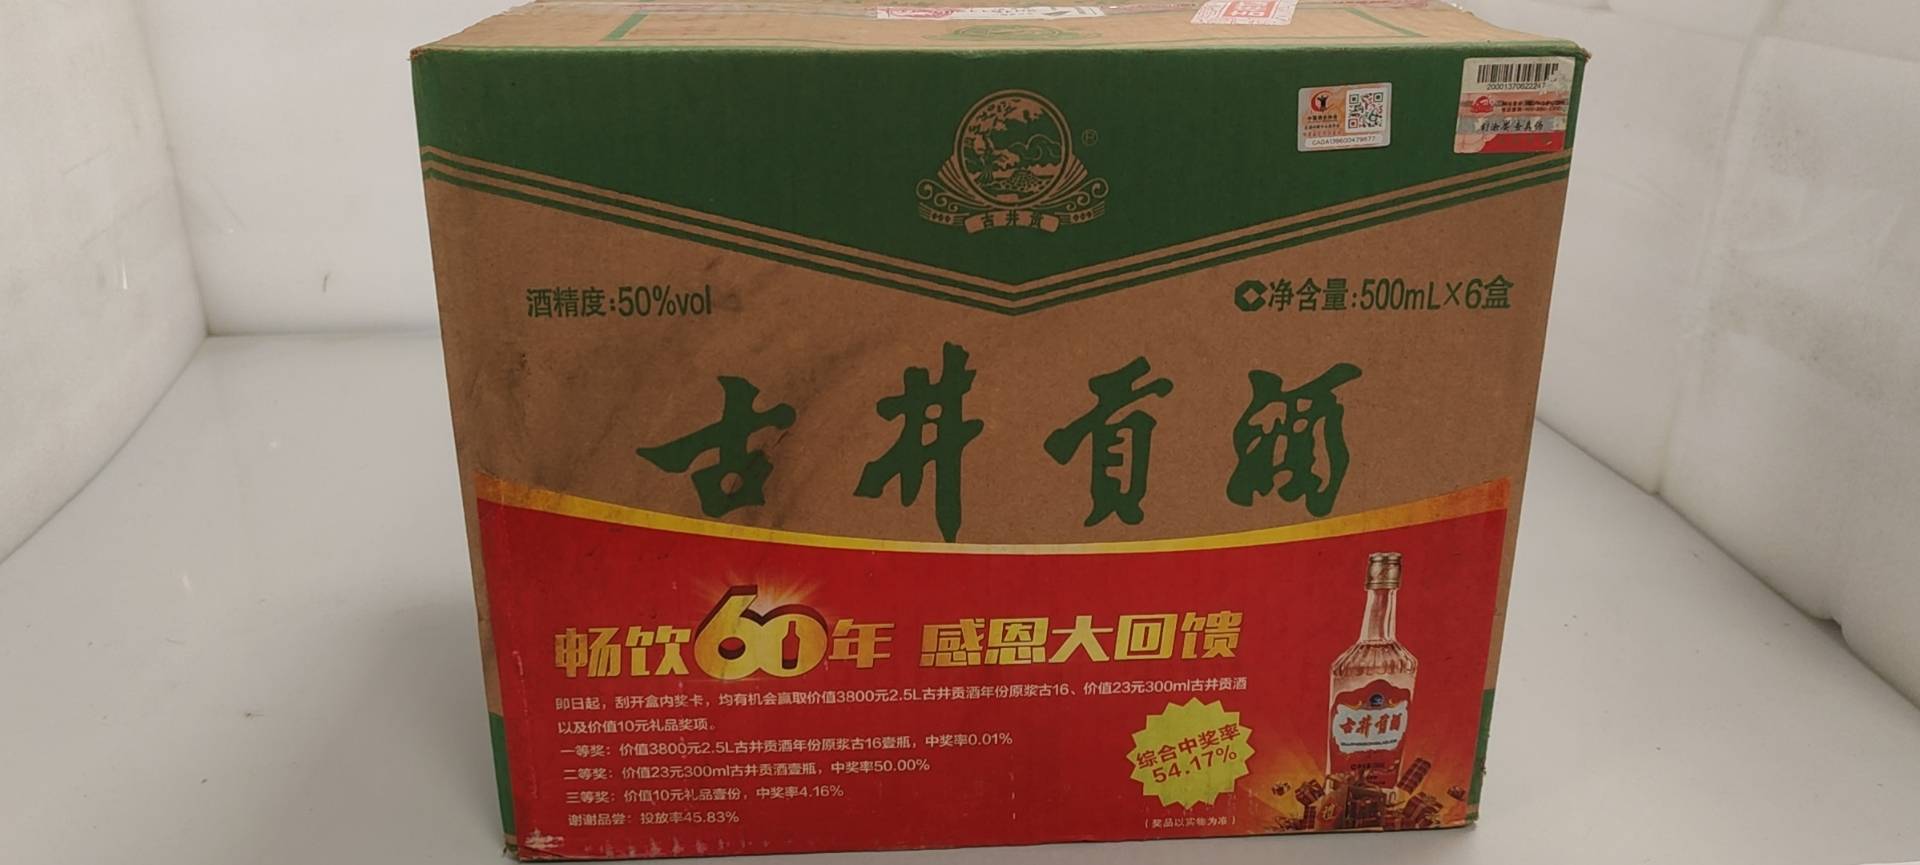 20001370622247
CADA139600479677
古井贡
酒精度:50%vol
净含量:500mL×6盒
古井贡酒
畅饮60年 感恩大回馈
即日起，刮开盒内奖卡，均有机会赢取价值3800元2.5L古井贡酒年份原浆古16、价值23元300ml古井贡酒
以及价值10元礼品奖项。
一等奖：价值3800元2.5L古井贡酒年份原浆古16壹瓶，中奖率0.01%
二等奖：价值23元300ml古井贡酒壹瓶，中奖率50.00%
三等奖：价值10元礼品壹份，中奖率4.16%
谢谢品尝：投放率45.83%
综合中奖率
54.17%
（奖品以实物为准）
古井贡酒